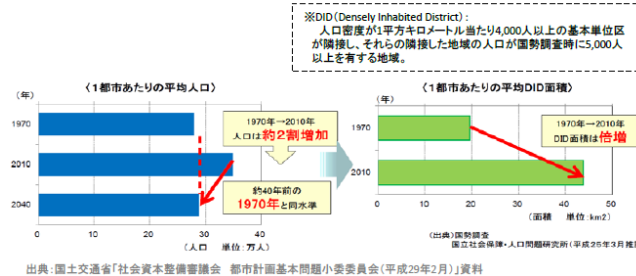 ※DID(Densely Inhabited District):
人口密度が1平方キロメートル当たり4,000人以上の基本単位区
が隣接し、それらの隣接した地域の人口が国勢調査時に5,000人
以上を有する地域。
〈1都市あたりの平均人口〉
(年)
1970
2010
2040
0
10
20
30
40
(人口 単位:万人)
1970年→2010年
人口は約2割増加
約40年前の
1970年と同水準
〈1都市あたりの平均DID面積〉
(年)
1970
2010
0
10
20
30
40
50
(面積 単位:km2)
1970年→2010年
DID面積は倍増
(出典)国勢調査
国立社会保障・人口問題研究所(平成25年3月推
出典:国土交通省「社会資本整備審議会 都市計画基本問題小委員会(平成29年2月)」資料